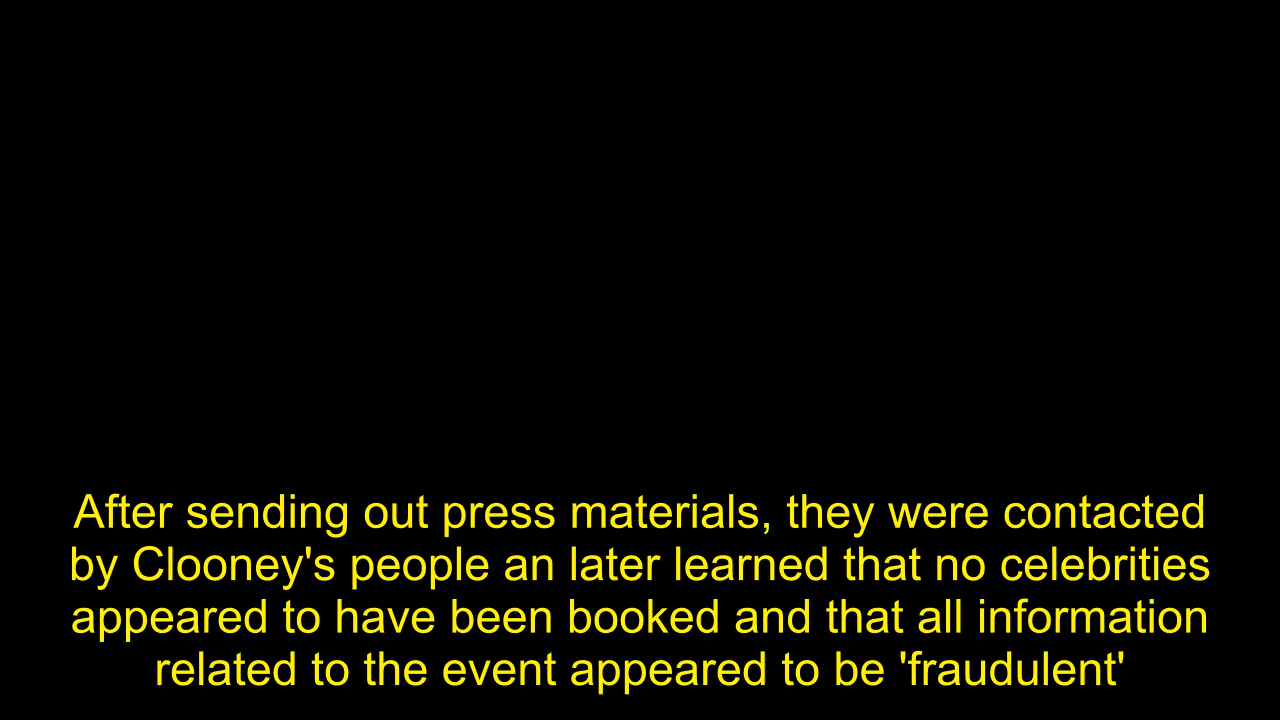 After sending out press materials, they were contacted
by Clooney's people an later learned that no celebrities
appeared to have been booked and that all information
related to the event appeared to be 'fraudulent'